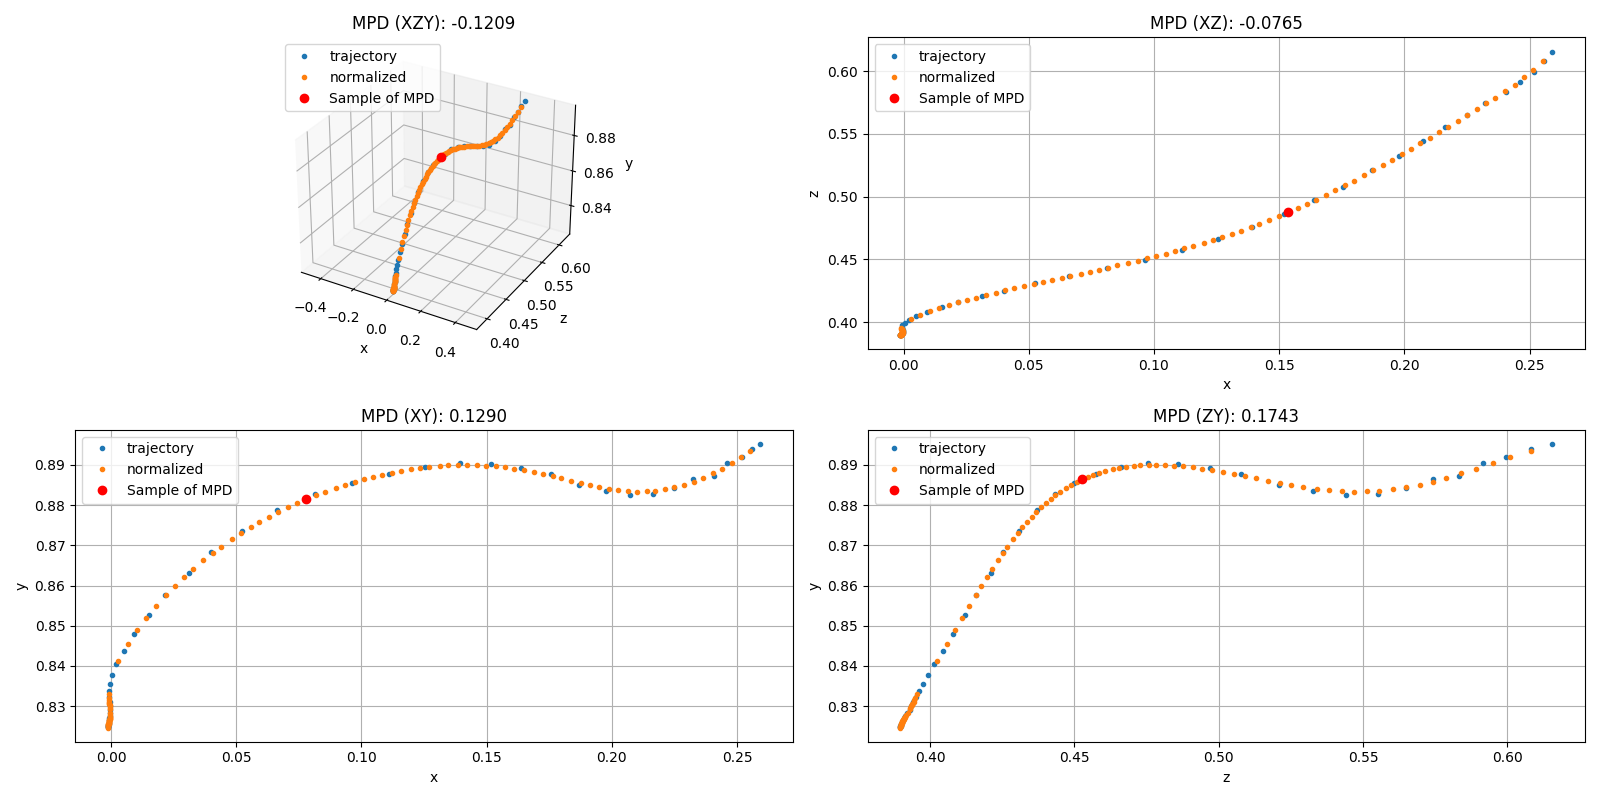 MPD (XZY): -0.1209
trajectory
normalized
Sample of MPD
0.88
0.86
0.84
y
0.60
0.55
0.50
0.45
0.40
z
−0.4
−0.2
0.0
0.2
0.4
x
MPD (XZ): -0.0765
trajectory
normalized
Sample of MPD
0.60
0.55
0.50
0.45
0.40
z
0.00 0.05 0.10 0.15 0.20 0.25
x
MPD (XY): 0.1290
trajectory
normalized
Sample of MPD
0.89
0.88
0.87
0.86
0.85
0.84
0.83
y
0.00 0.05 0.10 0.15 0.20 0.25
x
MPD (ZY): 0.1743
trajectory
normalized
Sample of MPD
0.89
0.88
0.87
0.86
0.85
0.84
0.83
y
0.40 0.45 0.50 0.55 0.60
z